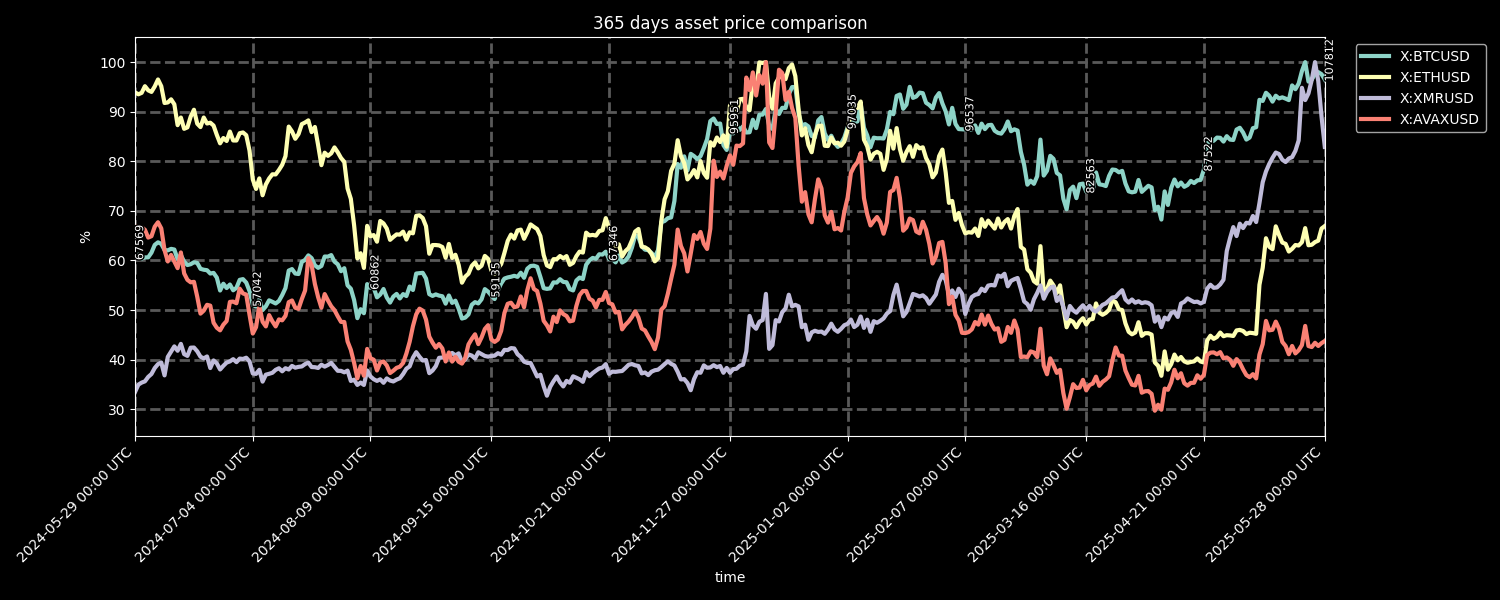 365 days asset price comparison
X:BTCUSD
X:ETHUSD
X:XMRUSD
X:AVAXUSD
%
100
90
80
70
60
50
40
30
67569
57042
60862
59135
67346
95951
97035
96537
82563
87522
107812
2024-05-29 00:00 UTC
2024-07-04 00:00 UTC
2024-08-09 00:00 UTC
2024-09-15 00:00 UTC
2024-10-21 00:00 UTC
2024-11-27 00:00 UTC
2025-01-02 00:00 UTC
2025-02-07 00:00 UTC
2025-03-16 00:00 UTC
2025-04-21 00:00 UTC
2025-05-28 00:00 UTC
time